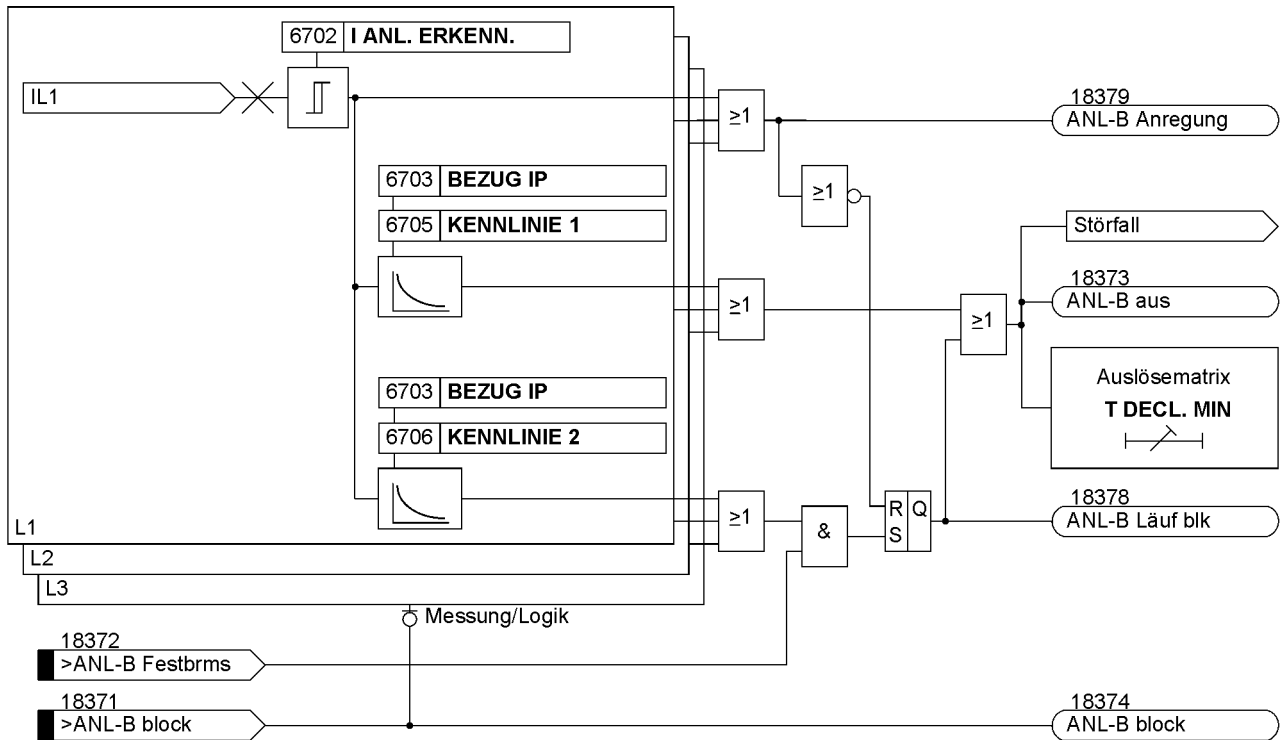 6702 I ANL. ERKENN.
IL1
≥1
18379
ANL-B Anregung
6703 BEZUG IP
≥1
6705 KENNLINIE 1
Störfall
≥1
≥1
18373
ANL-B aus
Auslösematrix
T DECL. MIN
6703 BEZUG IP
6706 KENNLINIE 2
≥1
&
R Q
S
18378
ANL-B Läuf blk
L1
L2
L3
Messung/Logik
18372
>ANL-B Festbrms
18371
>ANL-B block
18374
ANL-B block